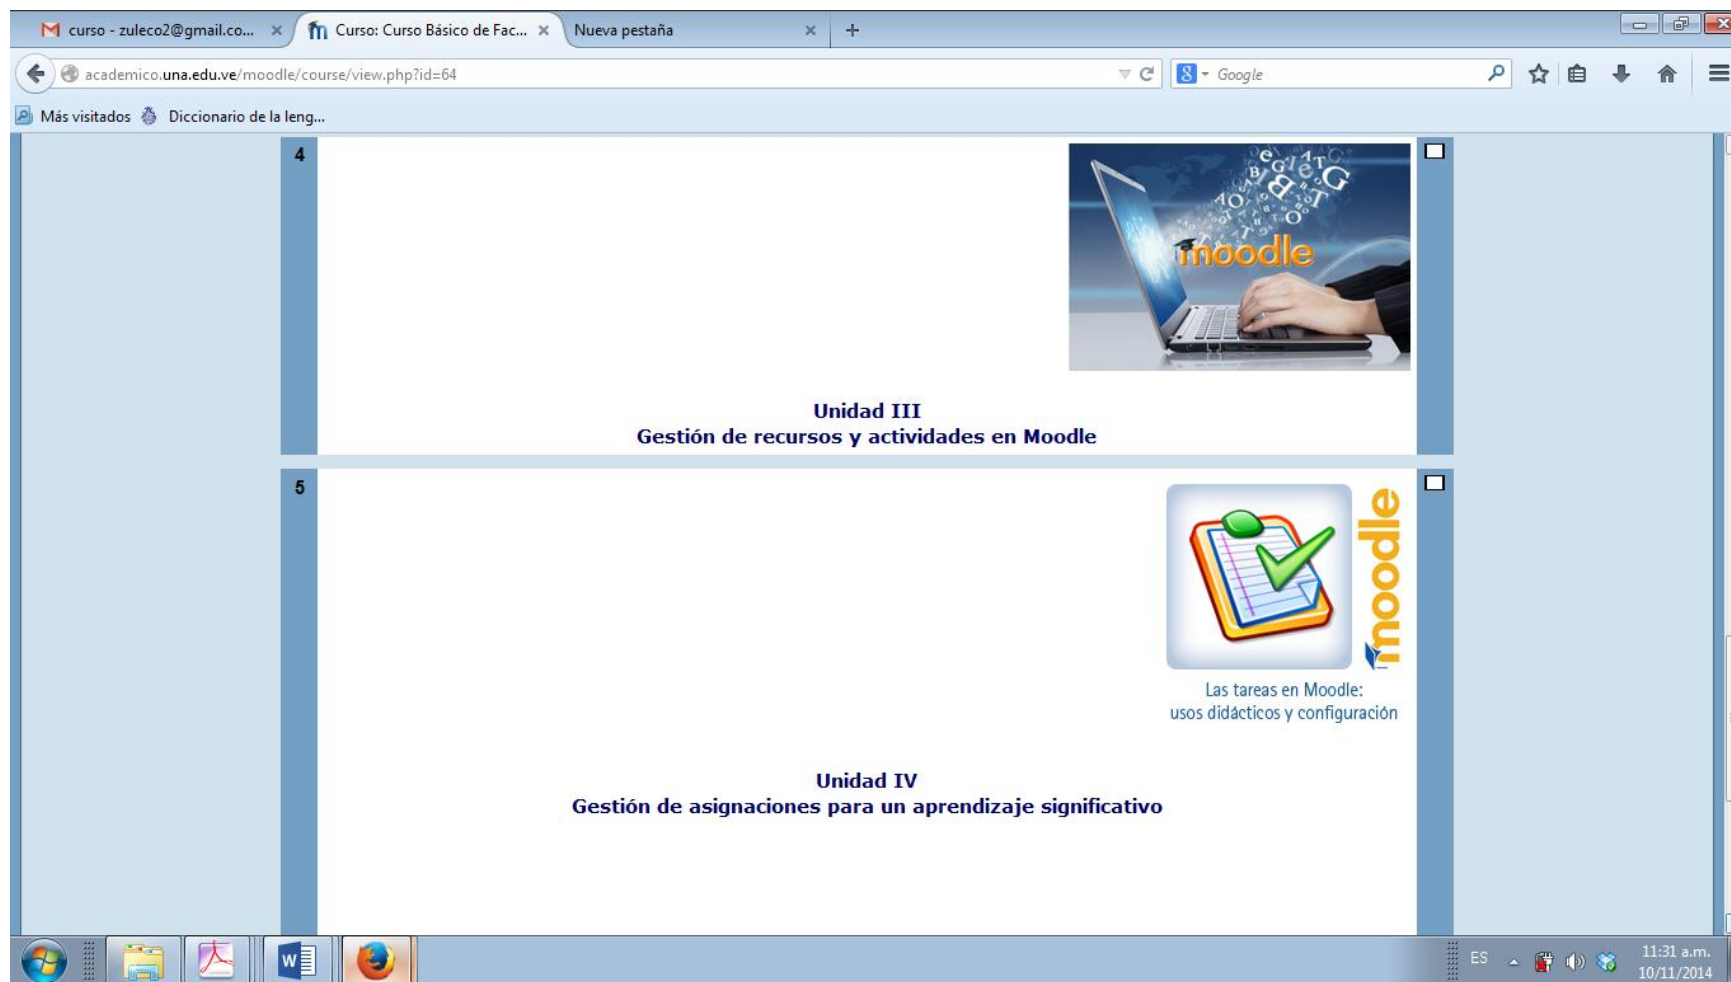 curso - zuleco2@gmail.co...
Curso: Curso Básico de Fac...
Nueva pestaña
academico.una.edu.ve/moodle/course/view.php?id=64
Google
Más visitados
Diccionario de la leng...
4
moodle
Unidad III
Gestión de recursos y actividades en Moodle
5
moodle
Las tareas en Moodle:
usos didácticos y configuración
Unidad IV
Gestión de asignaciones para un aprendizaje significativo
ES
11:31 a.m.
10/11/2014